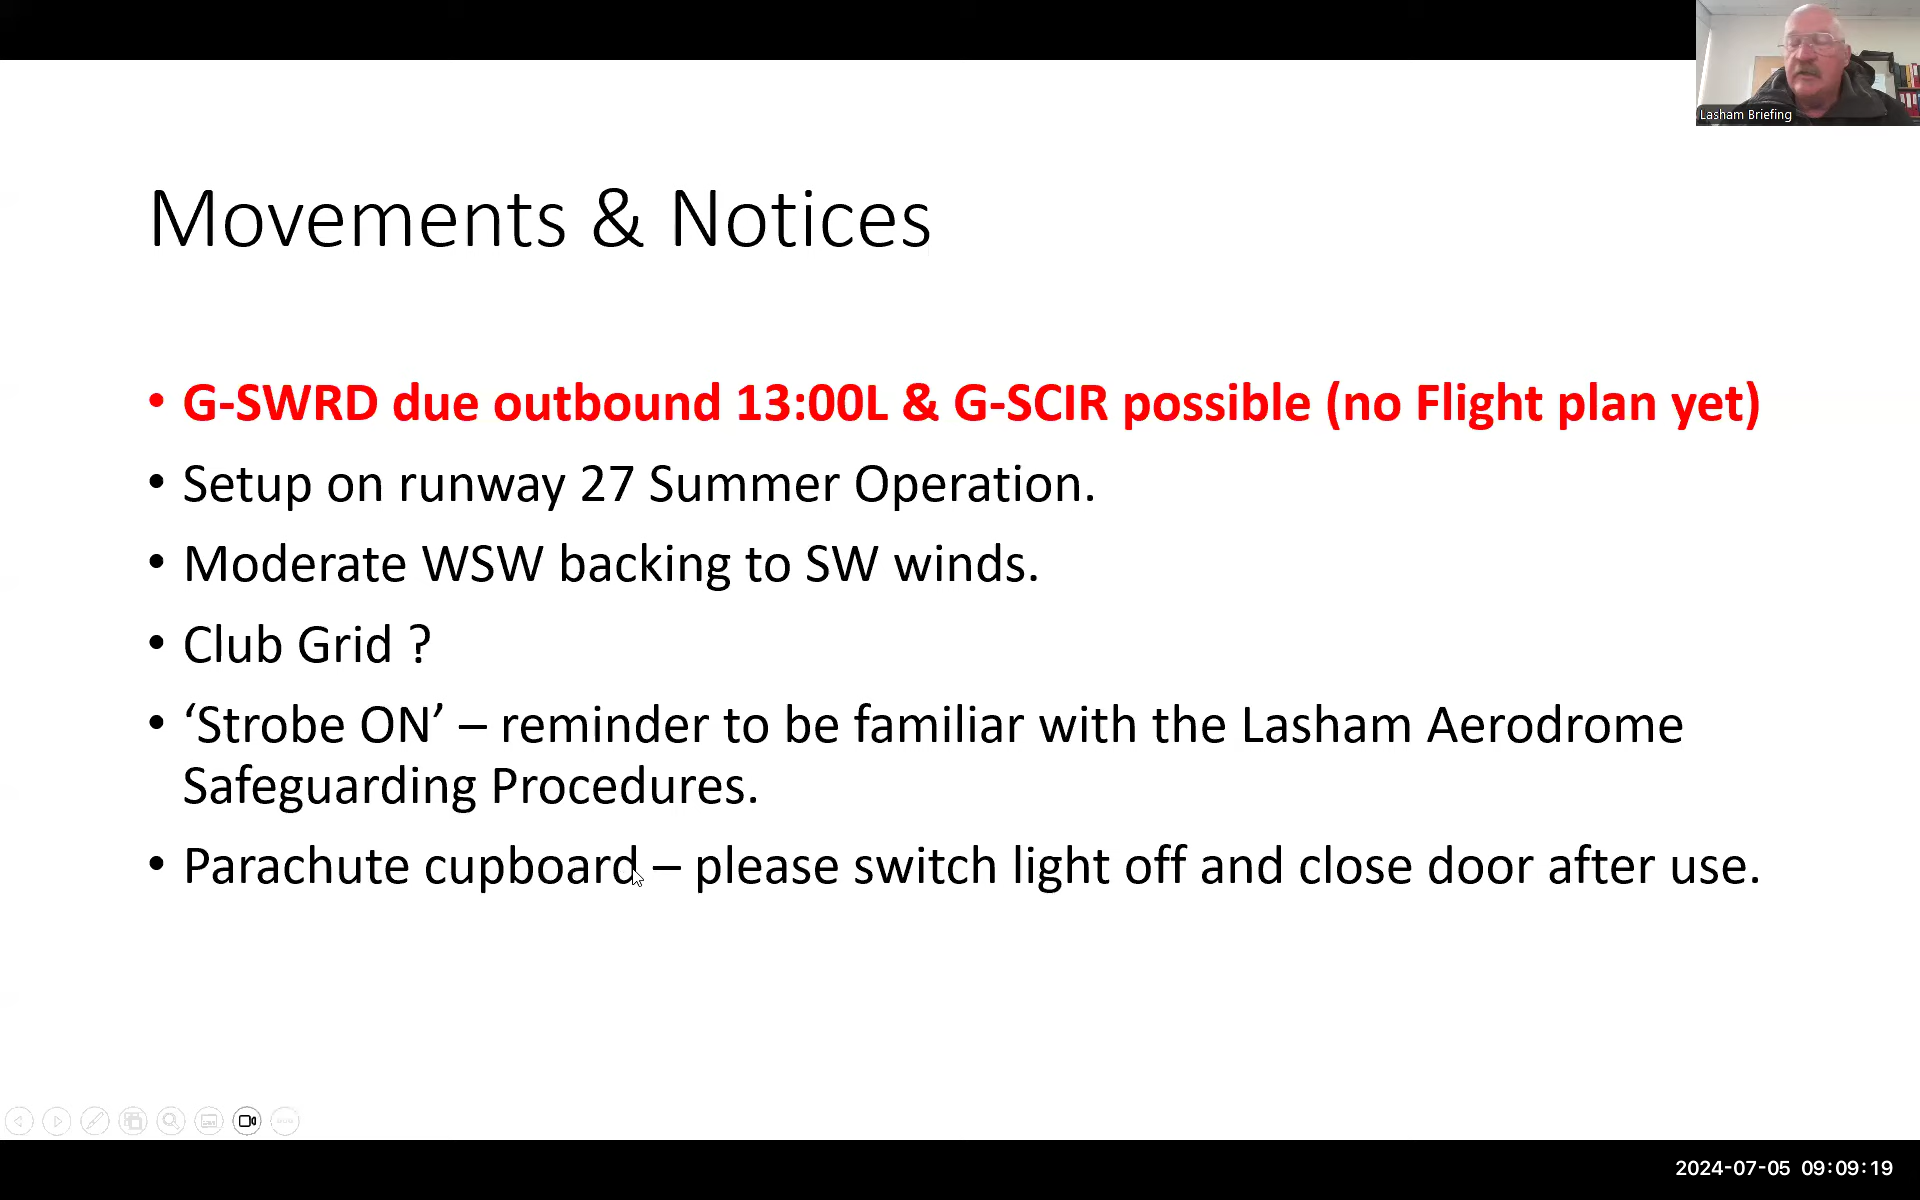 Lasham Briefing
Movements & Notices
• G-SWRD due outbound 13:00L & G-SCIR possible (no Flight plan yet)
• Setup on runway 27 Summer Operation.
• Moderate WSW backing to SW winds.
• Club Grid ?
• ‘Strobe ON’ – reminder to be familiar with the Lasham Aerodrome
Safeguarding Procedures.
• Parachute cupboard – please switch light off and close door after use.
2024-07-05 09:09:19